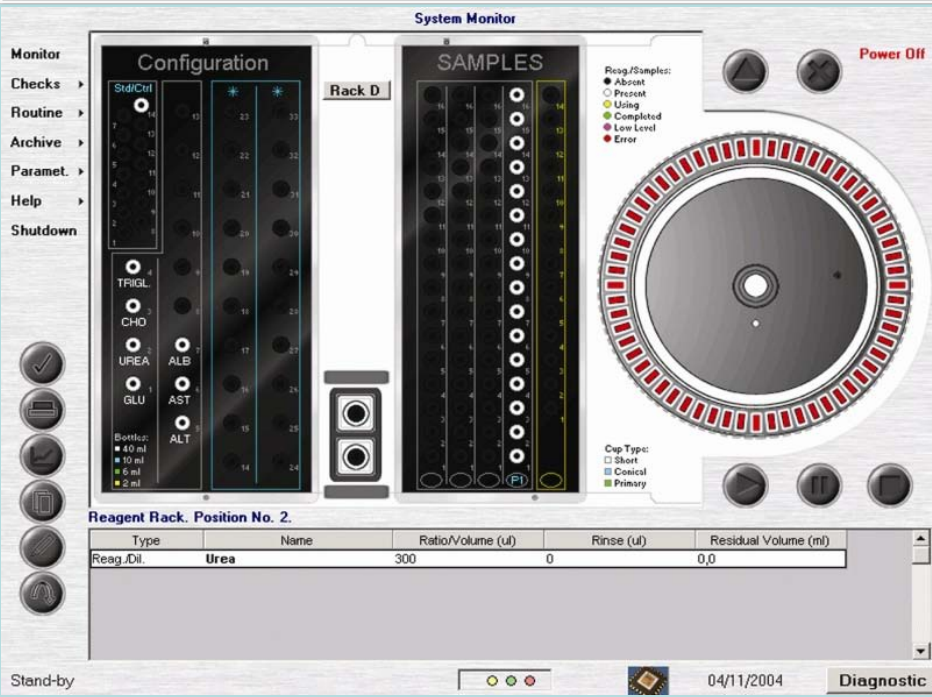 System Monitor
Monitor
Checks
Routine
Archive
Paramet.
Help
Shutdown
Configuration
Std/Ctrl
TRIGL.
CHO
UREA
GLU
ALB
AST
ALT
Bottles:
40 ml
10 ml
6 ml
2 ml
Rack D
SAMPLES
P1
Reag./Samples:
Absent
Present
Using
Completed
Low Level
Error
Cup Type:
Short
Conical
Primary
Power Off
Reagent Rack. Position No. 2.
Type Name Ratio/Volume (ul) Rinse (ul) Residual Volume (ml)
Reag./Dil. Urea 300 0 0,0
Stand-by 04/11/2004 Diagnostic